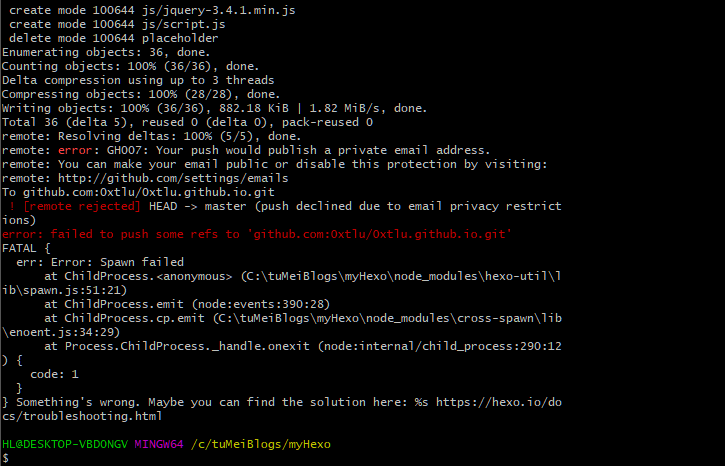 create mode 100644 js/jquery-3.4.1.min.js
create mode 100644 js/script.js
delete mode 100644 placeholder
Enumerating objects: 36, done.
Counting objects: 100% (36/36), done.
Delta compression using up to 3 threads
Compressing objects: 100% (28/28), done.
Writing objects: 100% (36/36), 882.18 KiB | 1.82 MiB/s, done.
Total 36 (delta 5), reused 0 (delta 0), pack-reused 0
remote: Resolving deltas: 100% (5/5), done.
remote: error: GH007: Your push would publish a private email address.
remote: You can make your email public or disable this protection by visiting:
remote: http://github.com/settings/emails
To github.com:Oxtlu/Oxtlu.github.io.git
! [remote rejected] HEAD -> master (push declined due to email privacy restrict
ions)
error: failed to push some refs to 'github.com:Oxtlu/Oxtlu.github.io.git'
FATAL {
err: Error: Spawn failed
at ChildProcess.<anonymous> (C:\tuMeiBlogs\myHexo\node_modules\hexo-util\l
ib\spawn.js:51:21)
at ChildProcess.emit (node:events:390:28)
at ChildProcess.cp.emit (C:\tuMeiBlogs\myHexo\node_modules\cross-spawn\lib
\enoent.js:34:29)
at Process.ChildProcess._handle.onexit (node:internal/child_process:290:12
) {
code: 1
}
} Something's wrong. Maybe you can find the solution here: %s https://hexo.io/do
cs/troubleshooting.html
HL@DESKTOP-VBDONGV MINGW64 /c/tuMeiBlogs/myHexo
$